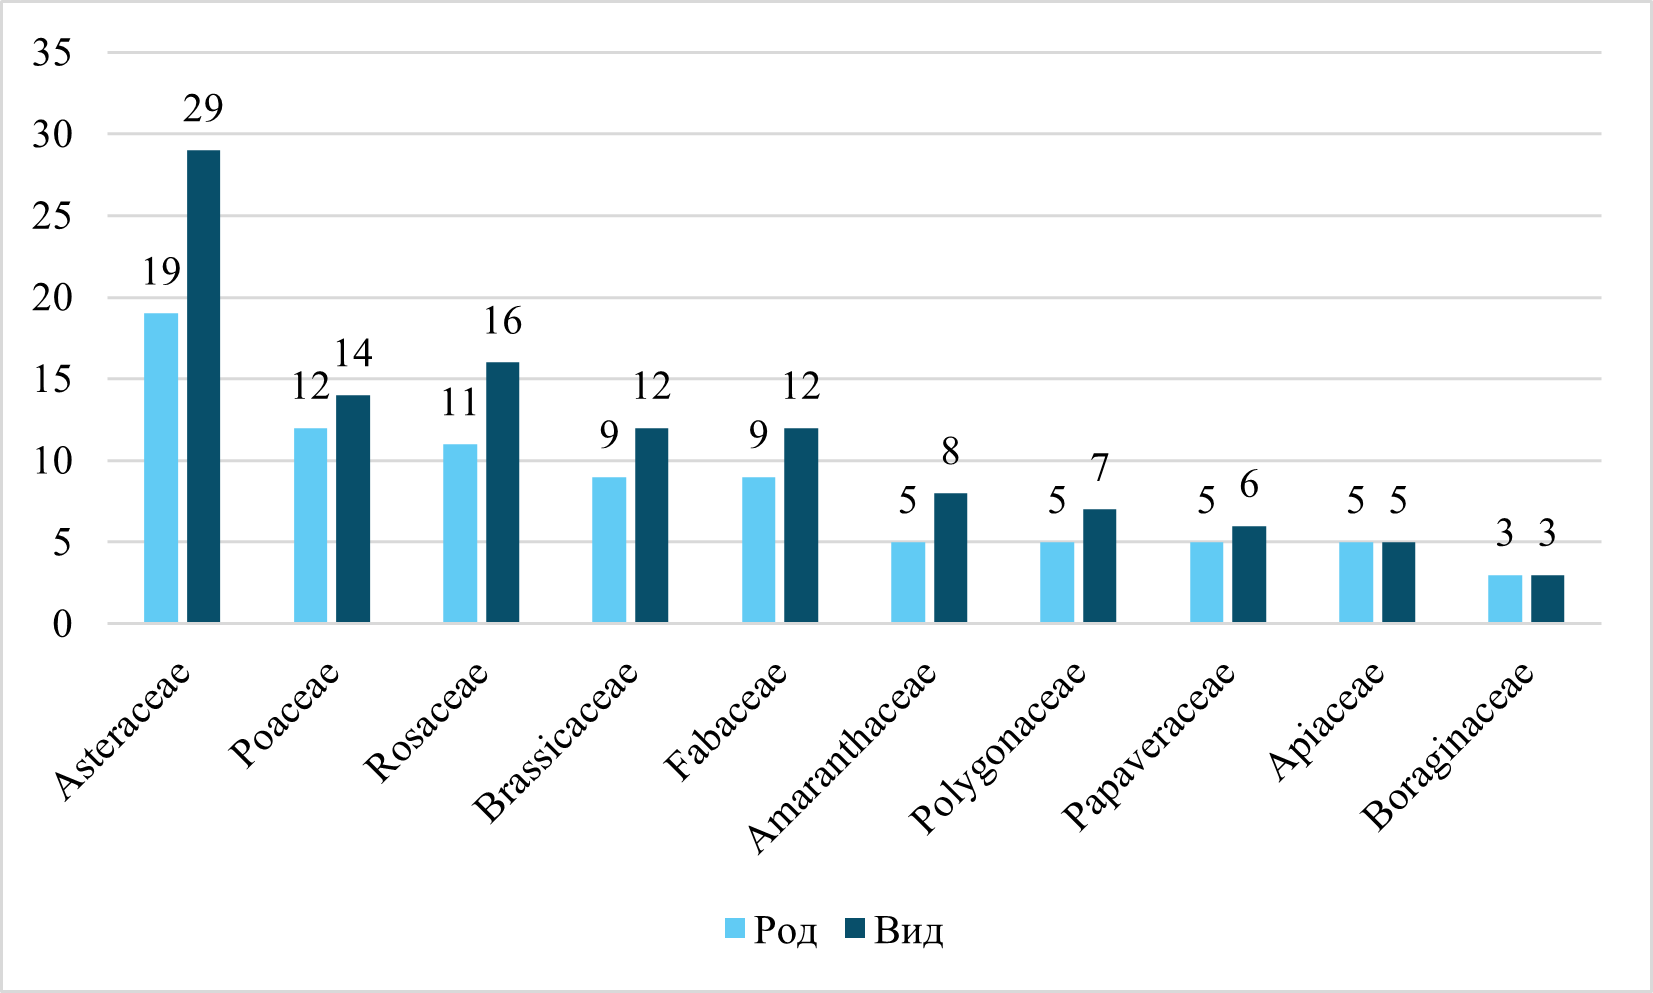 35
30
25
20
15
10
5
0
19
29
12
14
11
16
9
12
9
12
5
8
5
7
5
6
5
5
3
3
Asteraceae
Poaceae
Rosaceae
Brassicaceae
Fabaceae
Amaranthaceae
Polygonaceae
Papaveraceae
Apiaceae
Boraginaceae
Род
Вид